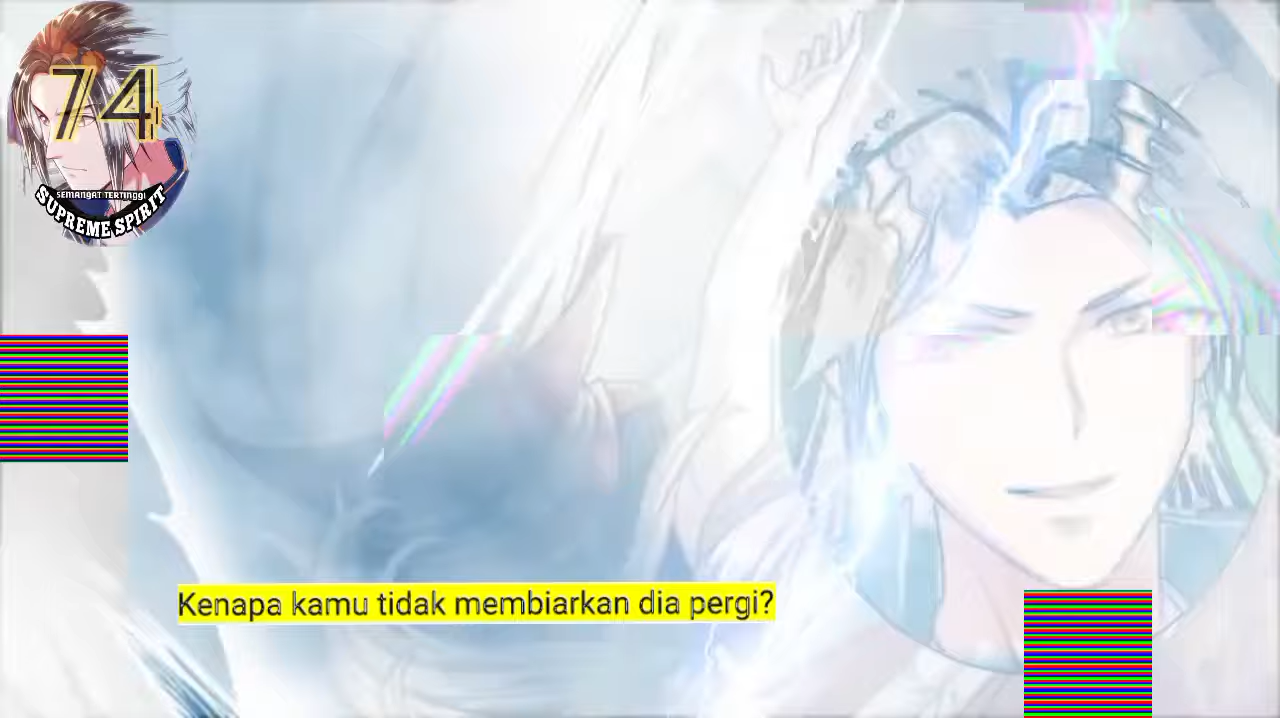 74
SEMANGAT TERTINGGI
SUPREME SPIRIT
Kenapa kamu tidak membiarkan dia pergi?